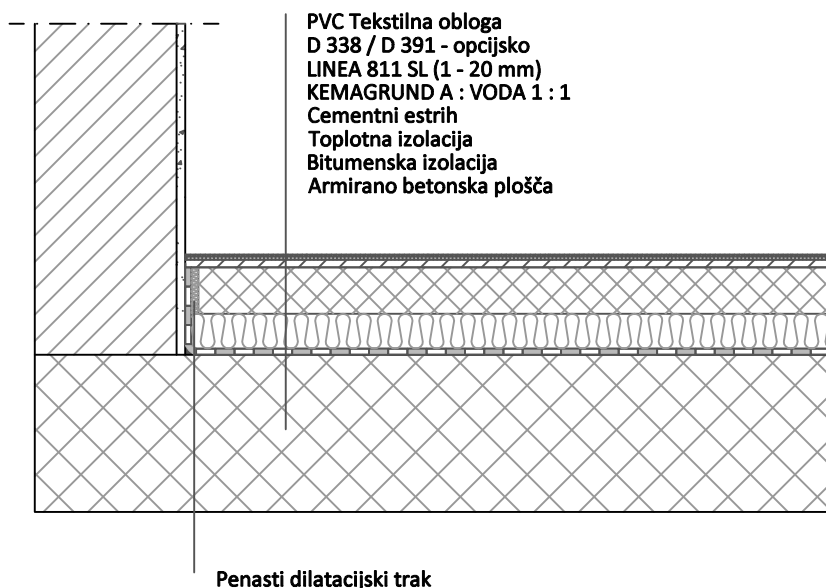 PVC Tekstilna obloga
D 338 / D 391 - opcijsko
LINEA 811 SL (1 - 20 mm)
KEMAGRUND A : VODA 1 : 1
Cementni estrih
Toplotna izolacija
Bitumenska izolacija
Armirano betonska plošča
Penasti dilatacijski trak